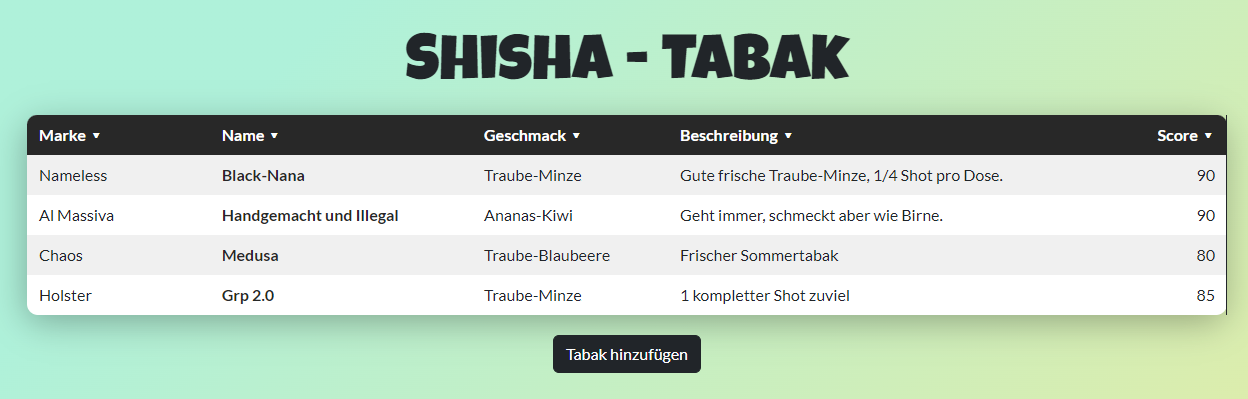 SHISHA - TABAK
Marke ▼ Name ▼ Geschmack ▼ Beschreibung ▼ Score ▼
Nameless Black-Nana Traube-Minze Gute frische Traube-Minze, 1/4 Shot pro Dose. 90
Al Massiva Handgemacht und Illegal Ananas-Kiwi Geht immer, schmeckt aber wie Birne. 90
Chaos Medusa Traube-Blaubeere Frischer Sommertabak 80
Holster Grp 2.0 Traube-Minze 1 kompletter Shot zuviel 85
Tabak hinzufügen